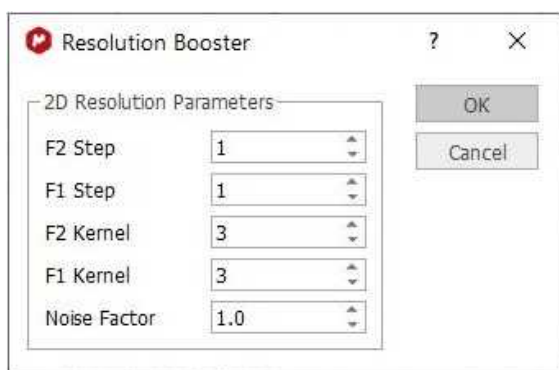 Resolution Booster ?
2D Resolution Parameters
F2 Step 1
F1 Step 1
F2 Kernel 3
F1 Kernel 3
Noise Factor 1.0
OK
Cancel